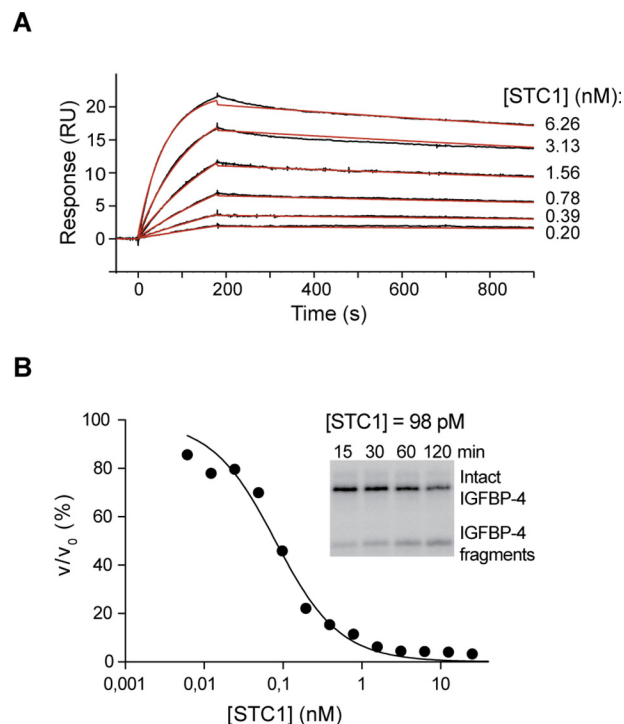 A
[STC1] (nM):
20
15
10
5
0
Response (RU)
6.26
3.13
1.56
0.78
0.39
0.20
0 200 400 600 800
Time (s)
B
100
80
60
40
20
0
v/v0 (%)
[STC1] = 98 pM
15 30 60 120 min
Intact
IGFBP-4
IGFBP-4
fragments
0,001 0,01 0,1 1 10
[STC1] (nM)